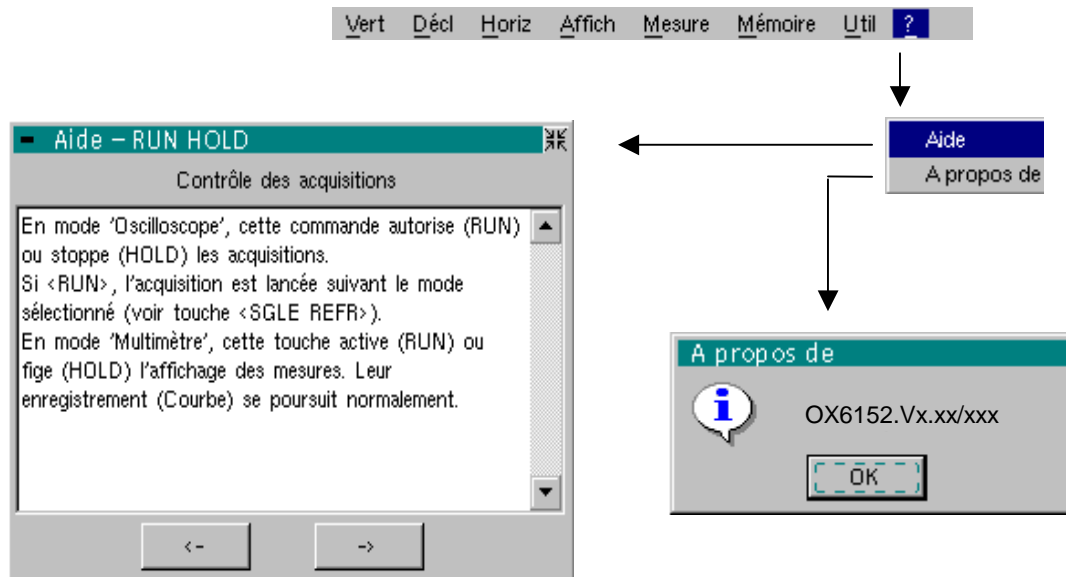 Vert Décl Horiz Affich Mesure Mémoire Util ?
Aide
A propos de
Aide – RUN HOLD
Contrôle des acquisitions
En mode 'Oscilloscope', cette commande autorise (RUN)
ou stoppe (HOLD) les acquisitions.
Si <RUN>, l'acquisition est lancée suivant le mode
sélectionné (voir touche <SGLE REFR>).
En mode 'Multimètre', cette touche active (RUN) ou
fige (HOLD) l'affichage des mesures. Leur
enregistrement (Courbe) se poursuit normalement.
<- ->
A propos de
OX6152.Vx.xx/xxx
OK